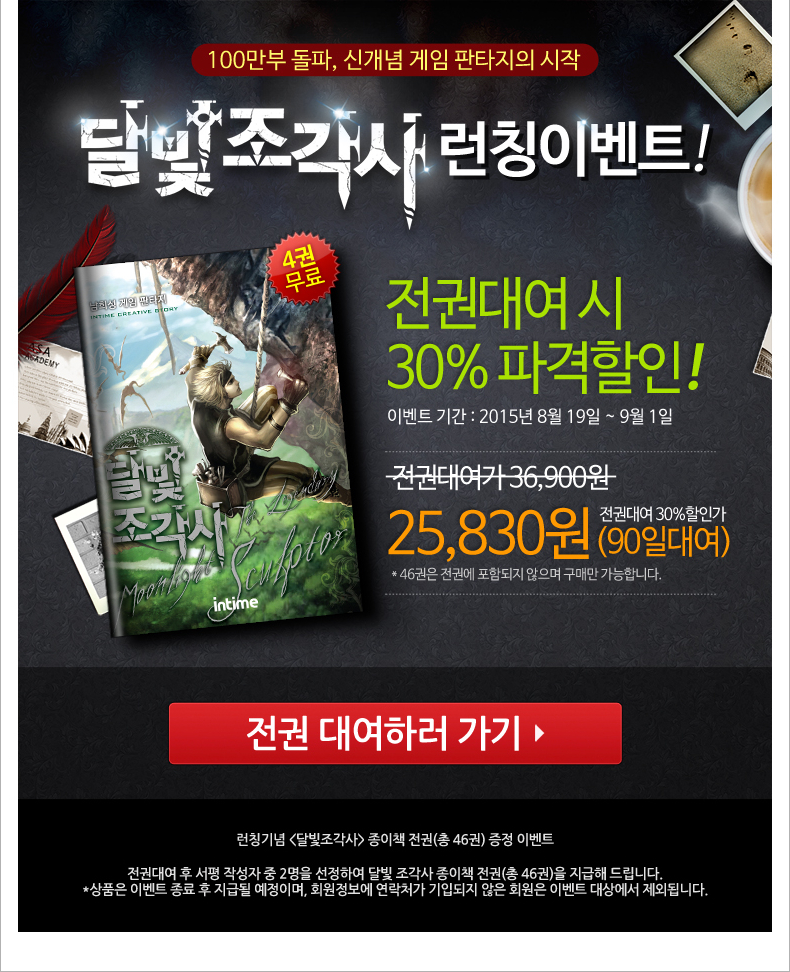 100만부 돌파, 신개념 게임 판타지의 시작
달빛조각사 런칭이벤트!
4권
무료
남희성 게임 판타지
INTIME CREATIVE STORY
ACADEMY
달빛
조각사
The Legendary
Moonlight Sculptor
intime
전권대여 시
30% 파격할인!
이벤트 기간 : 2015년 8월 19일 ~ 9월 1일
전권대여가 36,900원
25,830원 전권대여 30%할인가
(90일대여)
* 46권은 전권에 포함되지 않으며 구매만 가능합니다.
전권 대여하러 가기
런칭기념 <달빛조각사> 종이책 전권(총 46권) 증정 이벤트
전권대여 후 서평 작성자 중 2명을 선정하여 달빛 조각사 종이책 전권(총 46권)을 지급해 드립니다.
*상품은 이벤트 종료 후 지급될 예정이며, 회원정보에 연락처가 기입되지 않은 회원은 이벤트 대상에서 제외됩니다.